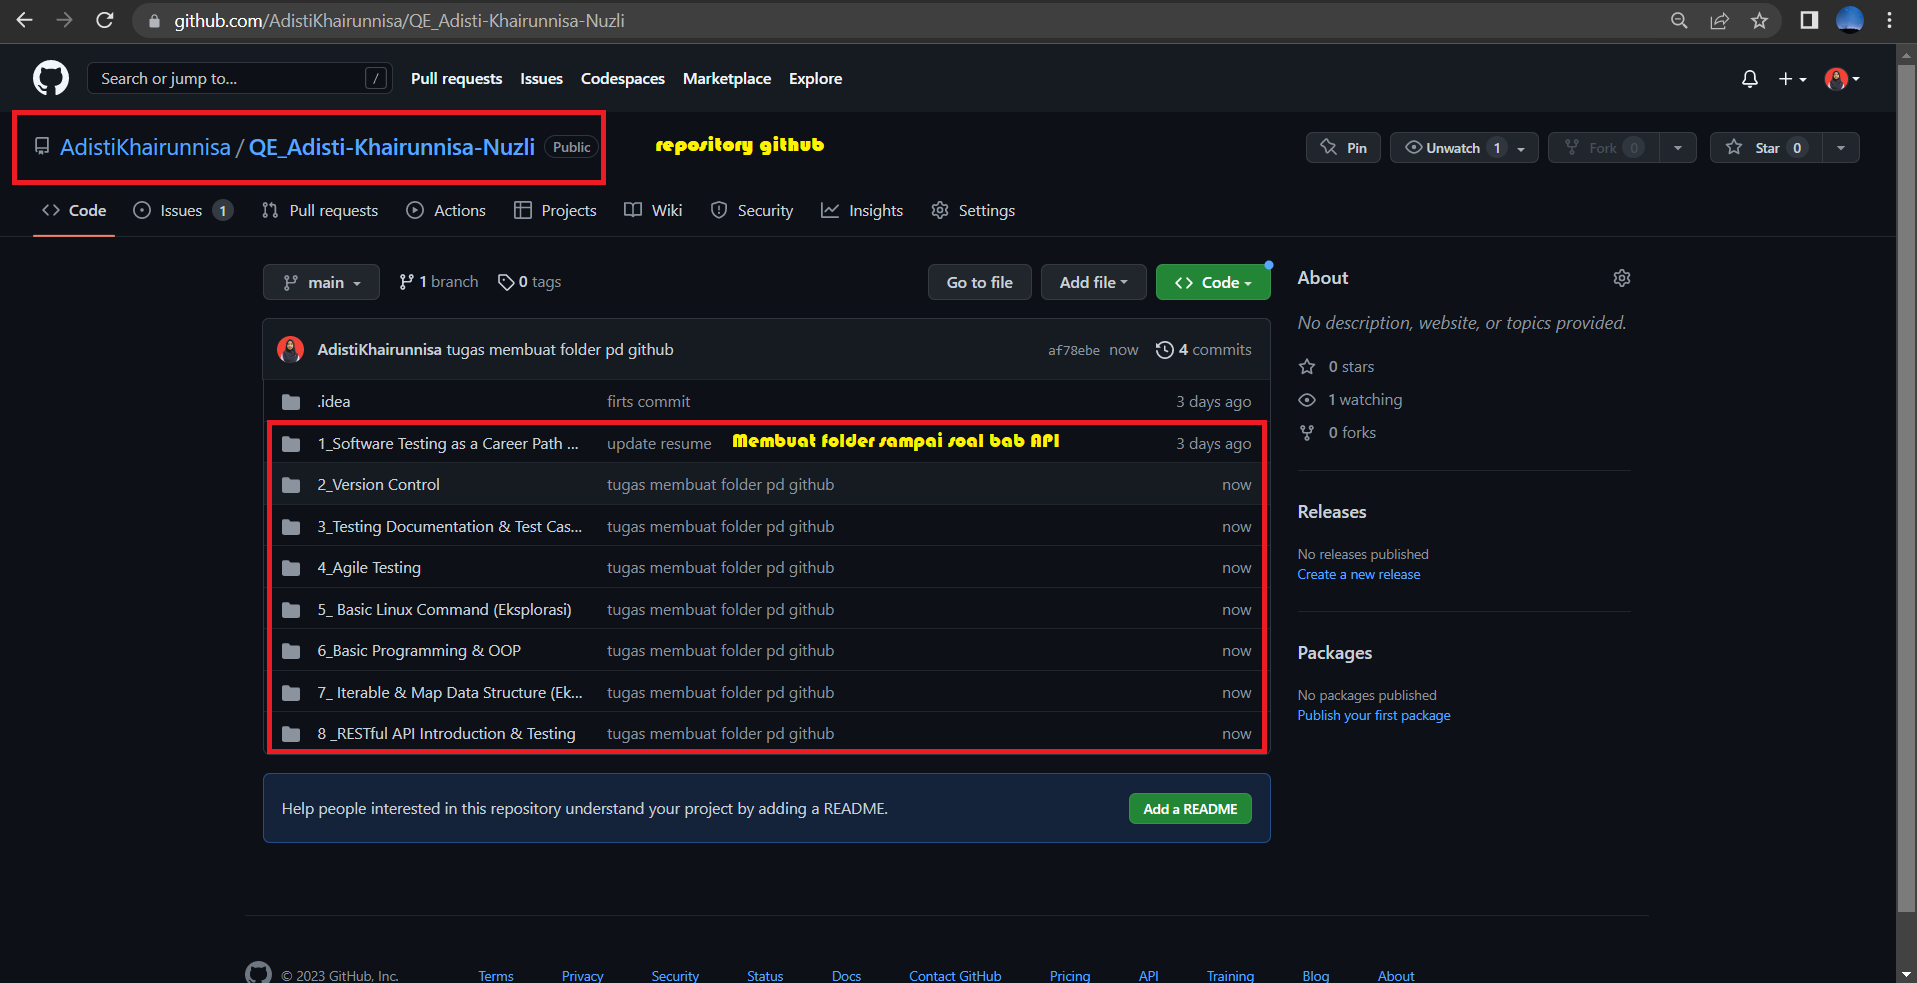 github.com/AdistiKhairunnisa/QE_Adisti-Khairunnisa-Nuzli
Search or jump to... / Pull requests Issues Codespaces Marketplace Explore
AdistiKhairunnisa / QE_Adisti-Khairunnisa-Nuzli Public repository github Pin Unwatch 1 Fork 0 Star 0
Code Issues 1 Pull requests Actions Projects Wiki Security Insights Settings
main 1 branch 0 tags Go to file Add file Code
AdistiKhairunnisa tugas membuat folder pd github af78ebe now 4 commits
.idea firts commit 3 days ago
1_Software Testing as a Career Path ... update resume Membuat folder sampai soal bab API 3 days ago
2_Version Control tugas membuat folder pd github now
3_Testing Documentation & Test Cas... tugas membuat folder pd github now
4_Agile Testing tugas membuat folder pd github now
5_ Basic Linux Command (Eksplorasi) tugas membuat folder pd github now
6_Basic Programming & OOP tugas membuat folder pd github now
7_ Iterable & Map Data Structure (Ek... tugas membuat folder pd github now
8 _RESTful API Introduction & Testing tugas membuat folder pd github now
Help people interested in this repository understand your project by adding a README. Add a README
About
No description, website, or topics provided.
0 stars
1 watching
0 forks
Releases
No releases published
Create a new release
Packages
No packages published
Publish your first package
© 2023 GitHub, Inc. Terms Privacy Security Status Docs Contact GitHub Pricing API Training Blog About